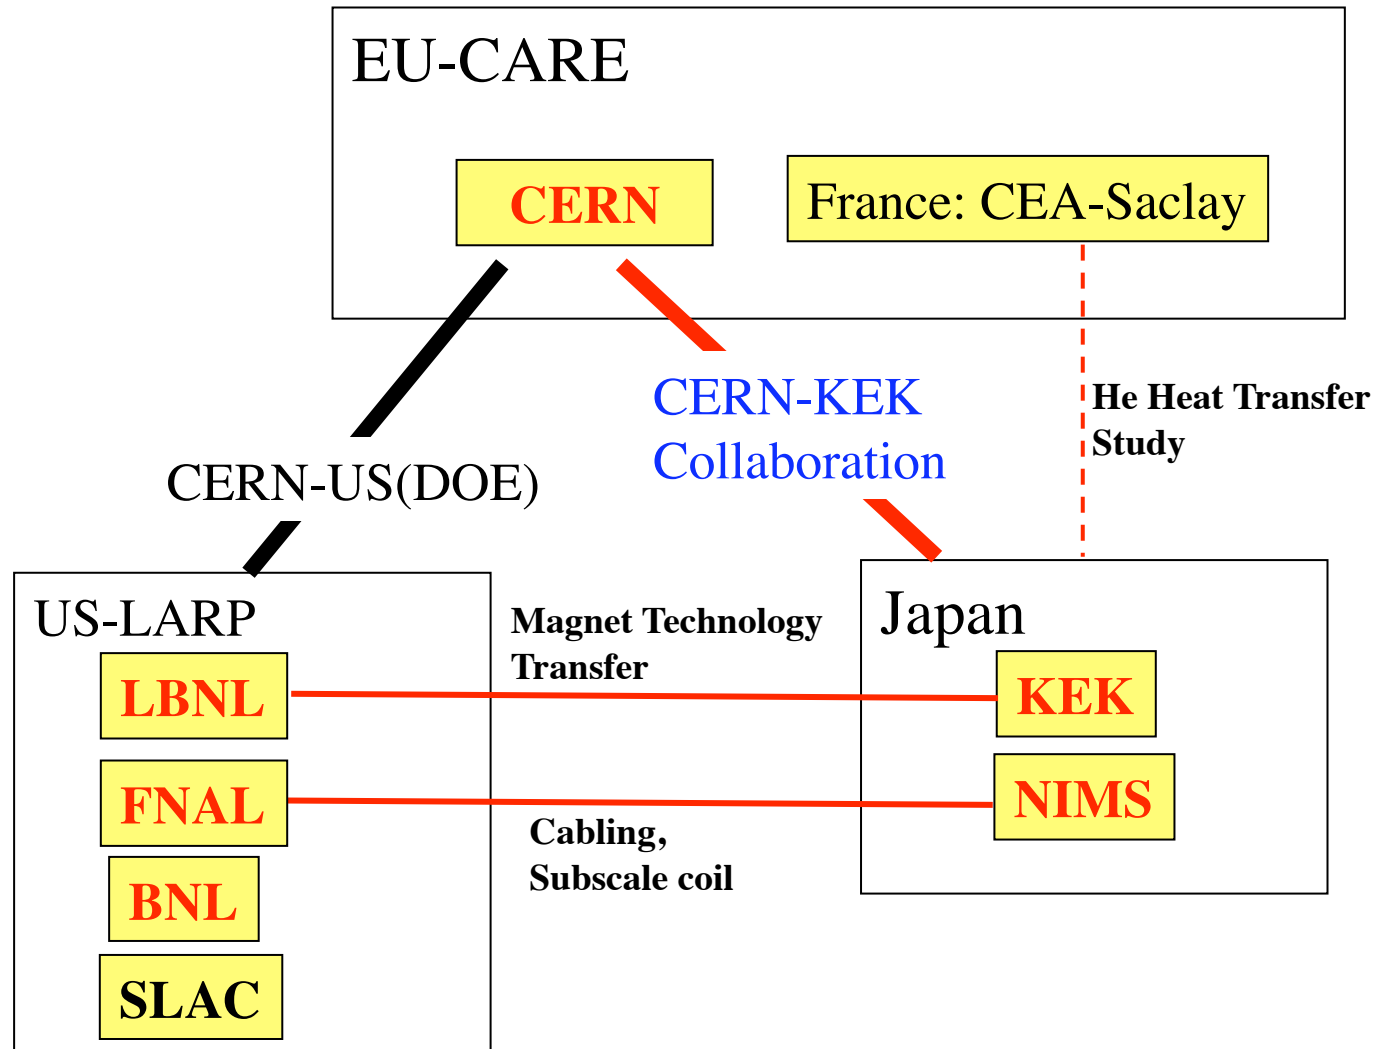 EU-CARE
CERN
France: CEA-Saclay
CERN-KEK
Collaboration
He Heat Transfer
Study
CERN-US(DOE)
US-LARP
LBNL
FNAL
BNL
SLAC
Magnet Technology
Transfer
Cabling,
Subscale coil
Japan
KEK
NIMS